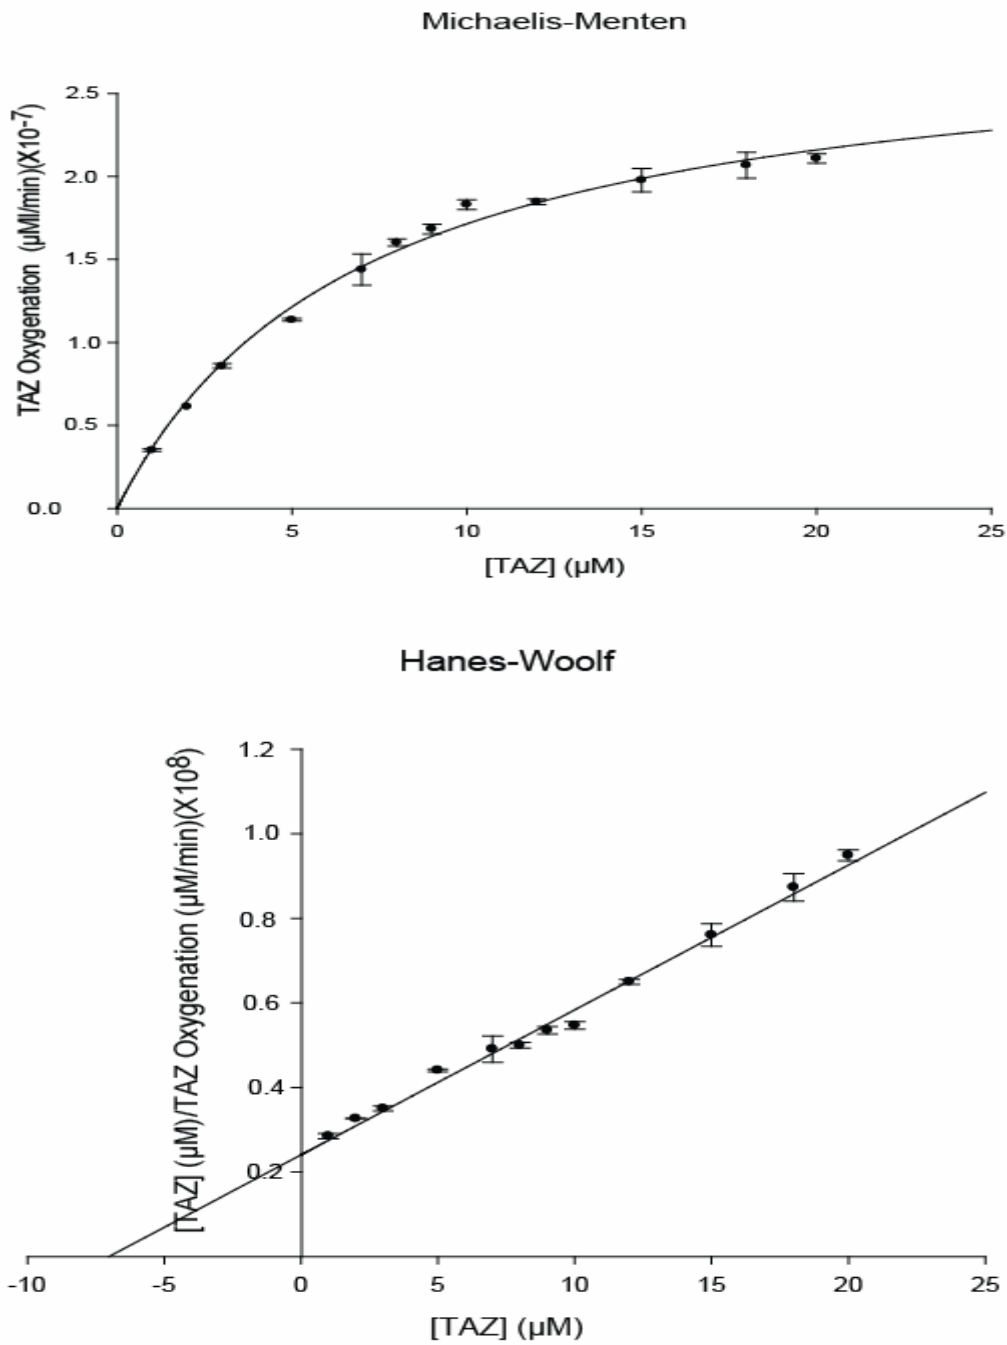 Michaelis-Menten
TAZ Oxygenation (µMl/min)(X10⁻⁷)
2.5
2.0
1.5
1.0
0.5
0.0
0 5 10 15 20 25
[TAZ] (µM)
Hanes-Woolf
[TAZ] (µM)/TAZ Oxygenation (µM/min)(X10⁸)
1.2
1.0
0.8
0.6
0.4
0.2
-10 -5 0 5 10 15 20 25
[TAZ] (µM)